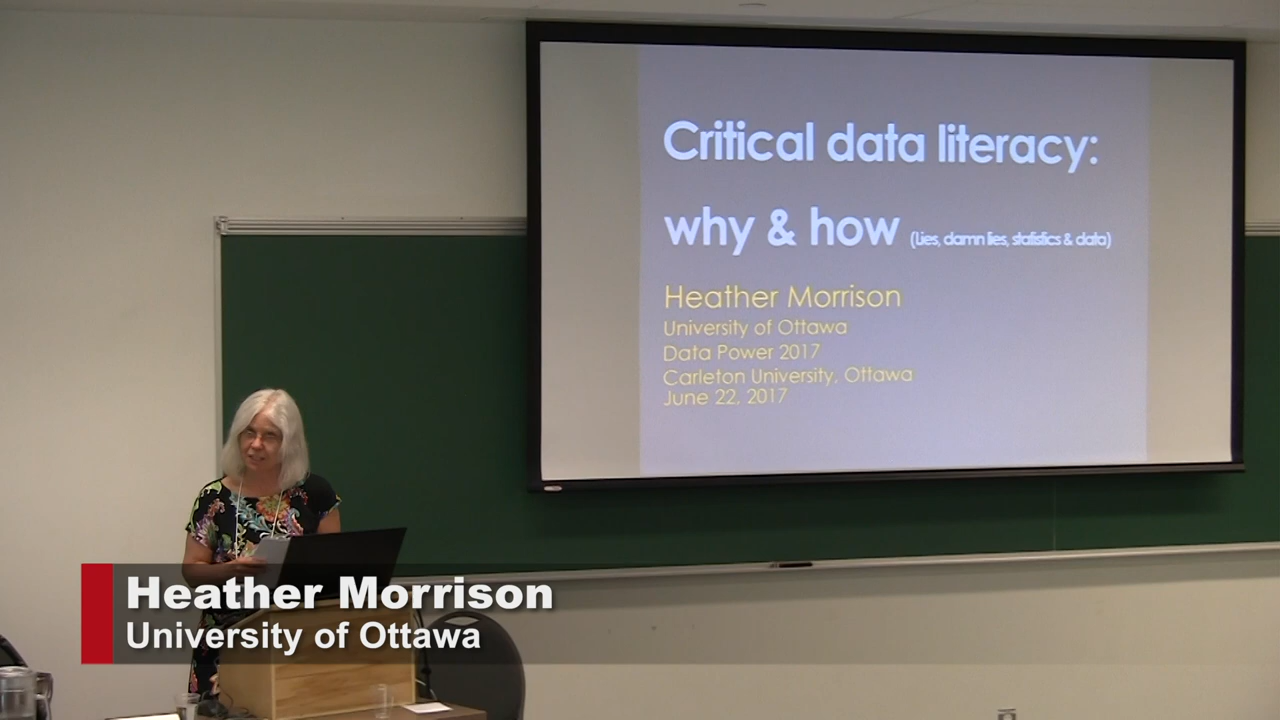 Critical data literacy:
why & how (Lies, damn lies, statistics & data)
Heather Morrison
University of Ottawa
Data Power 2017
Carleton University, Ottawa
June 22, 2017
Heather Morrison
University of Ottawa